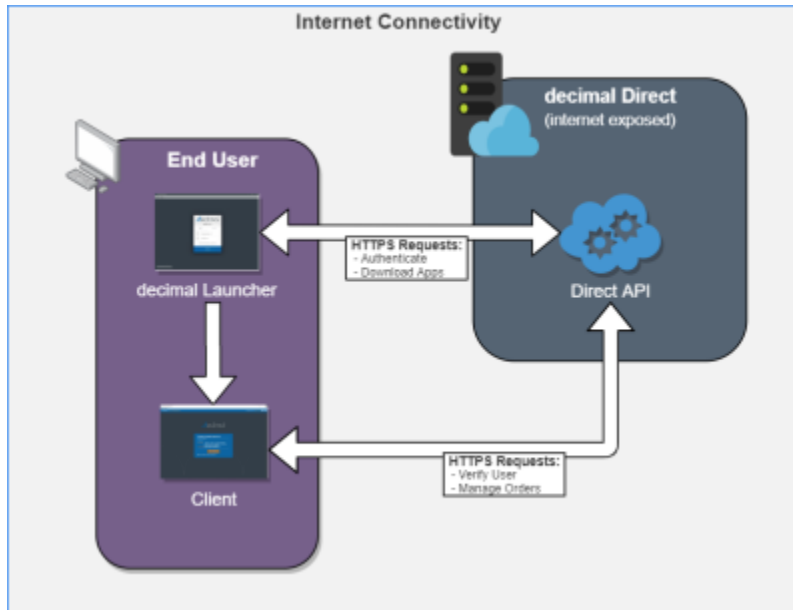 Internet Connectivity
decimal Direct
(internet exposed)
End User
HTTPS Requests:
- Authenticate
- Download Apps
decimal Launcher
Direct API
HTTPS Requests:
- Verify User
- Manage Orders
Client